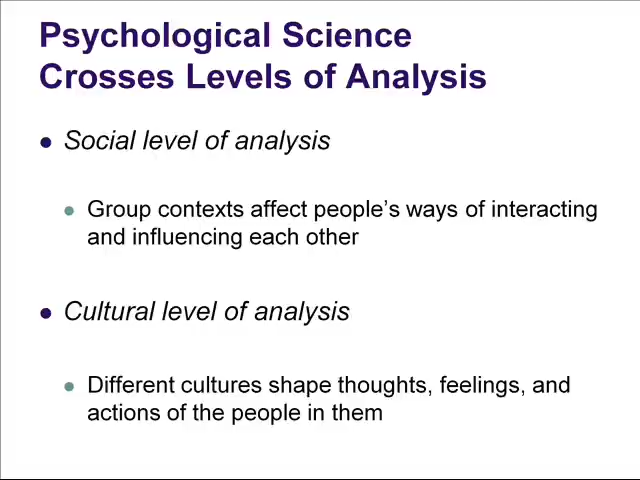 Psychological Science
Crosses Levels of Analysis
Social level of analysis
Group contexts affect people’s ways of interacting
and influencing each other
Cultural level of analysis
Different cultures shape thoughts, feelings, and
actions of the people in them